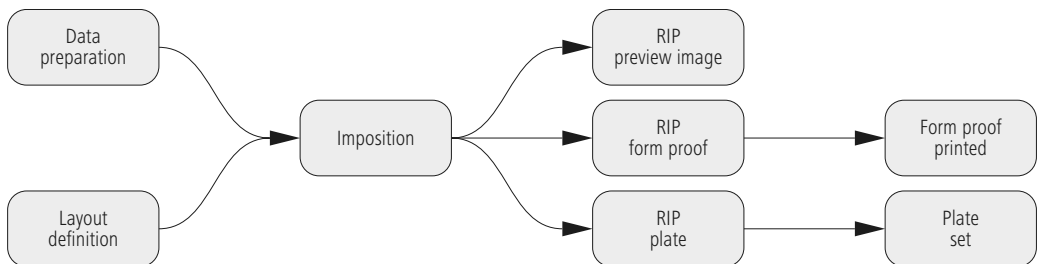 Data
preparation
Layout
definition
Imposition
RIP
preview image
RIP
form proof
RIP
plate
Form proof
printed
Plate
set